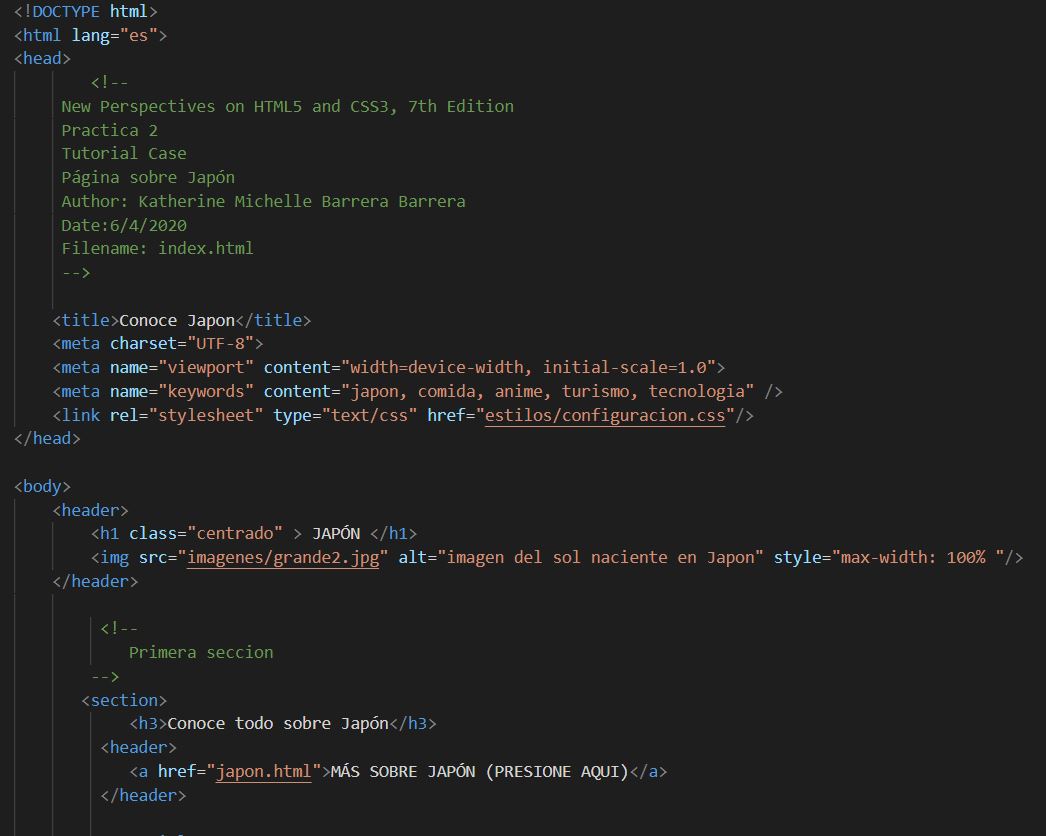 <!DOCTYPE html>
<html lang="es">
<head>
<!--
New Perspectives on HTML5 and CSS3, 7th Edition
Practica 2
Tutorial Case
Página sobre Japón
Author: Katherine Michelle Barrera Barrera
Date:6/4/2020
Filename: index.html
-->
<title>Conoce Japon</title>
<meta charset="UTF-8">
<meta name="viewport" content="width=device-width, initial-scale=1.0">
<meta name="keywords" content="japon, comida, anime, turismo, tecnologia" />
<link rel="stylesheet" type="text/css" href="estilos/configuracion.css"/>
</head>
<body>
<header>
<h1 class="centrado" > JAPÓN </h1>
<img src="imagenes/grande2.jpg" alt="imagen del sol naciente en Japon" style="max-width: 100% "/>
</header>
<!--
Primera seccion
-->
<section>
<h3>Conoce todo sobre Japón</h3>
<header>
<a href="japon.html">MÁS SOBRE JAPÓN (PRESIONE AQUI)</a>
</header>